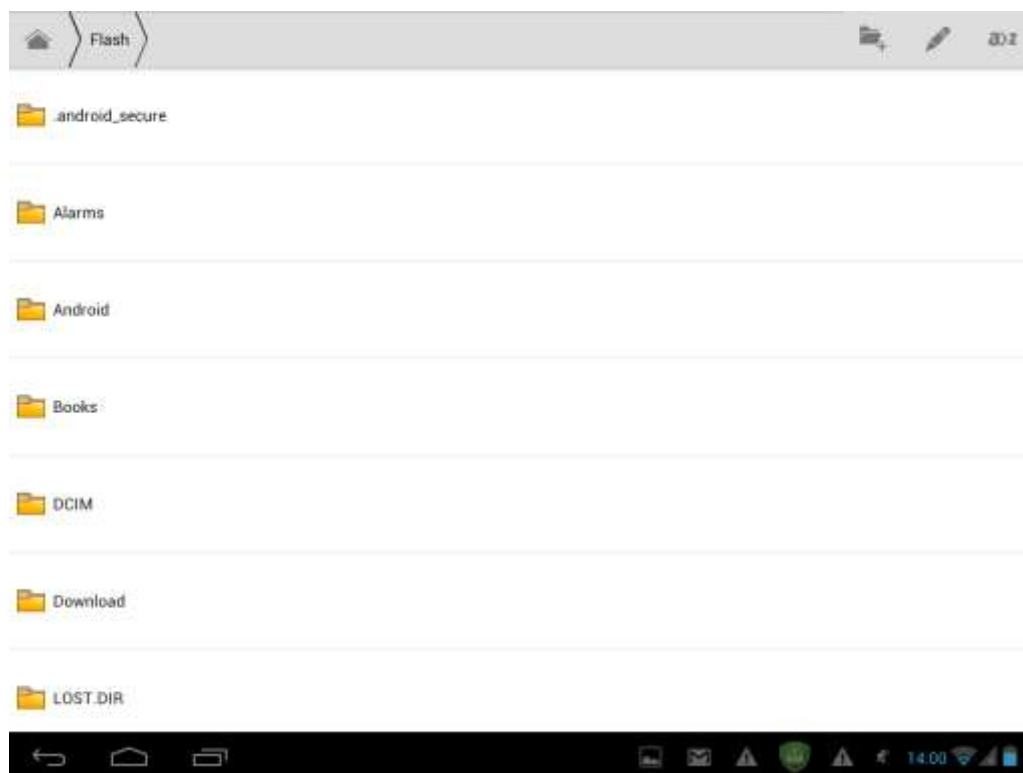 Flash
.android_secure
Alarms
Android
Books
DCIM
Download
LOST.DIR
14:00